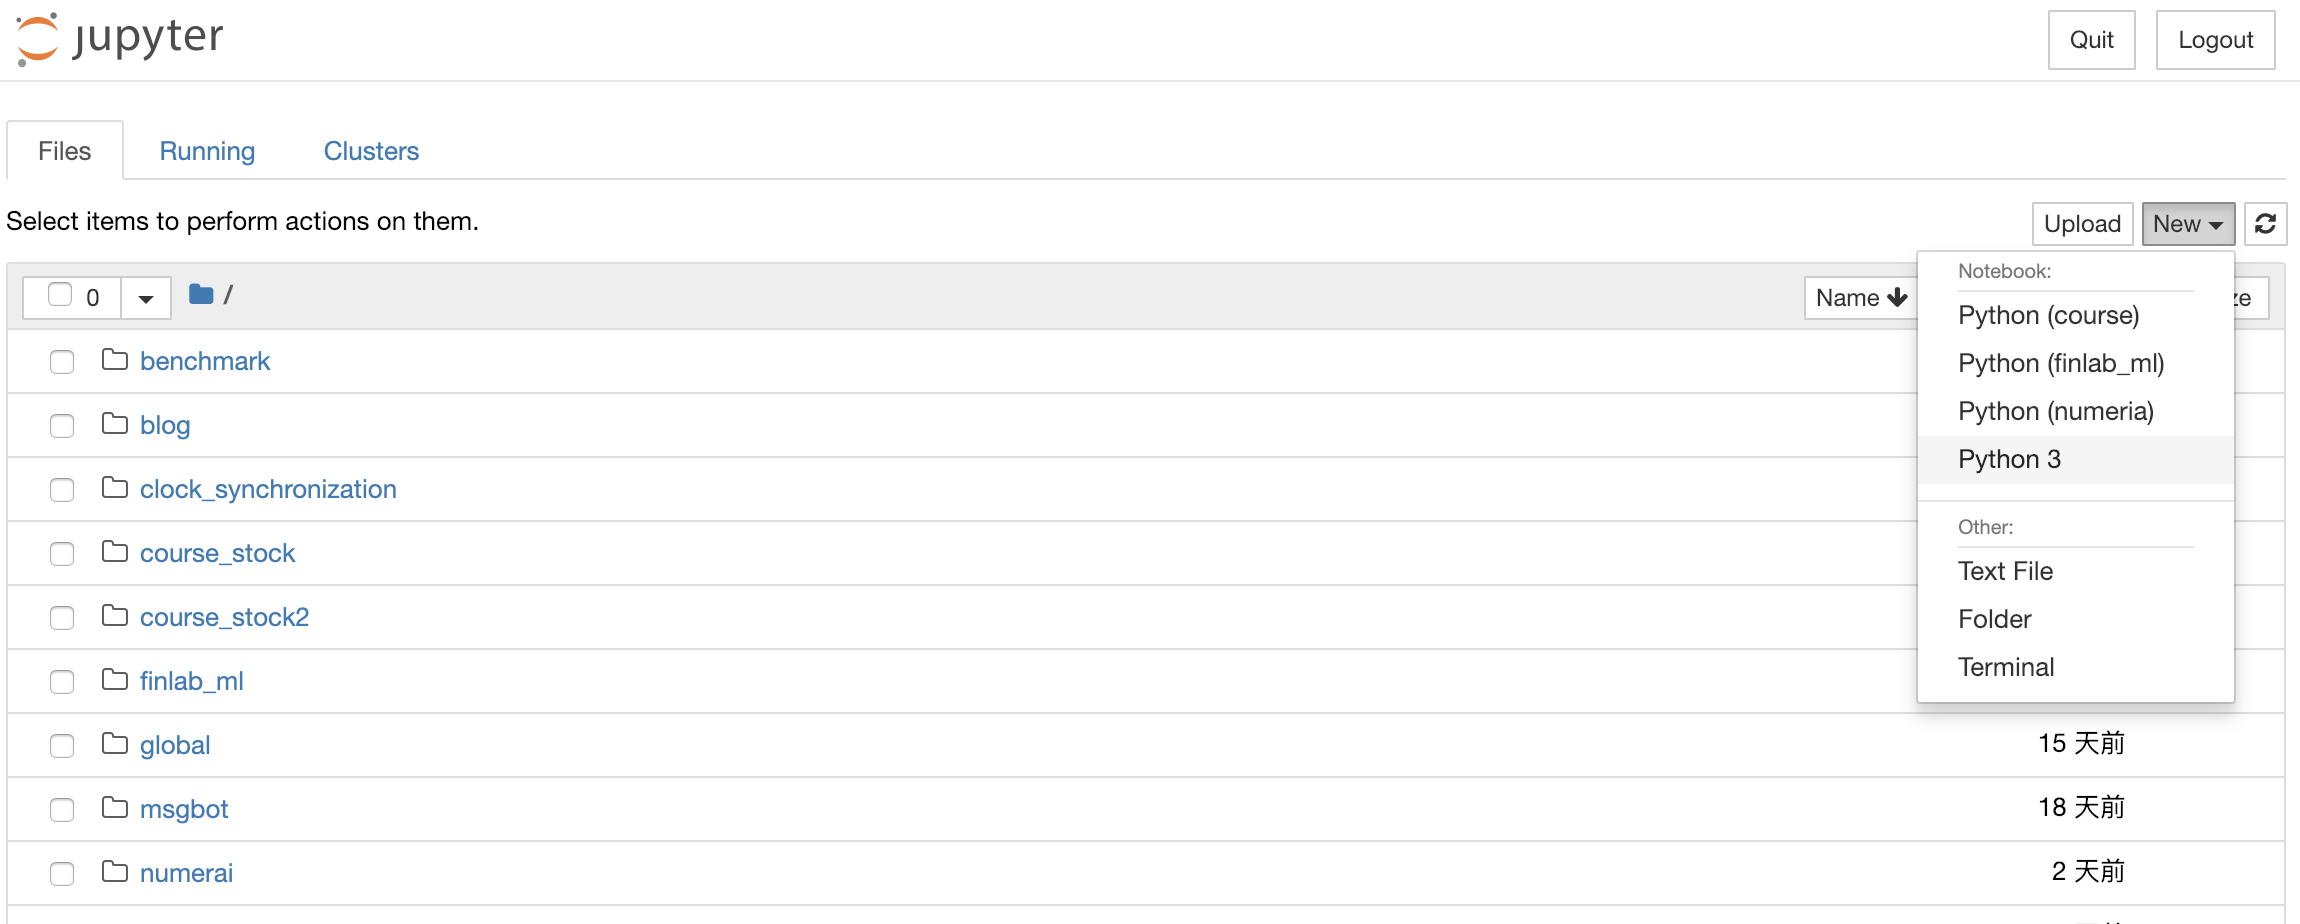 jupyter
Quit
Logout
Files
Running
Clusters
Select items to perform actions on them.
Upload
New
0
/
Name
Notebook:
Python (course)
Python (finlab_ml)
Python (numeria)
Python 3
Other:
Text File
Folder
Terminal
benchmark
blog
clock_synchronization
course_stock
course_stock2
finlab_ml
global
15 天前
msgbot
18 天前
numerai
2 天前